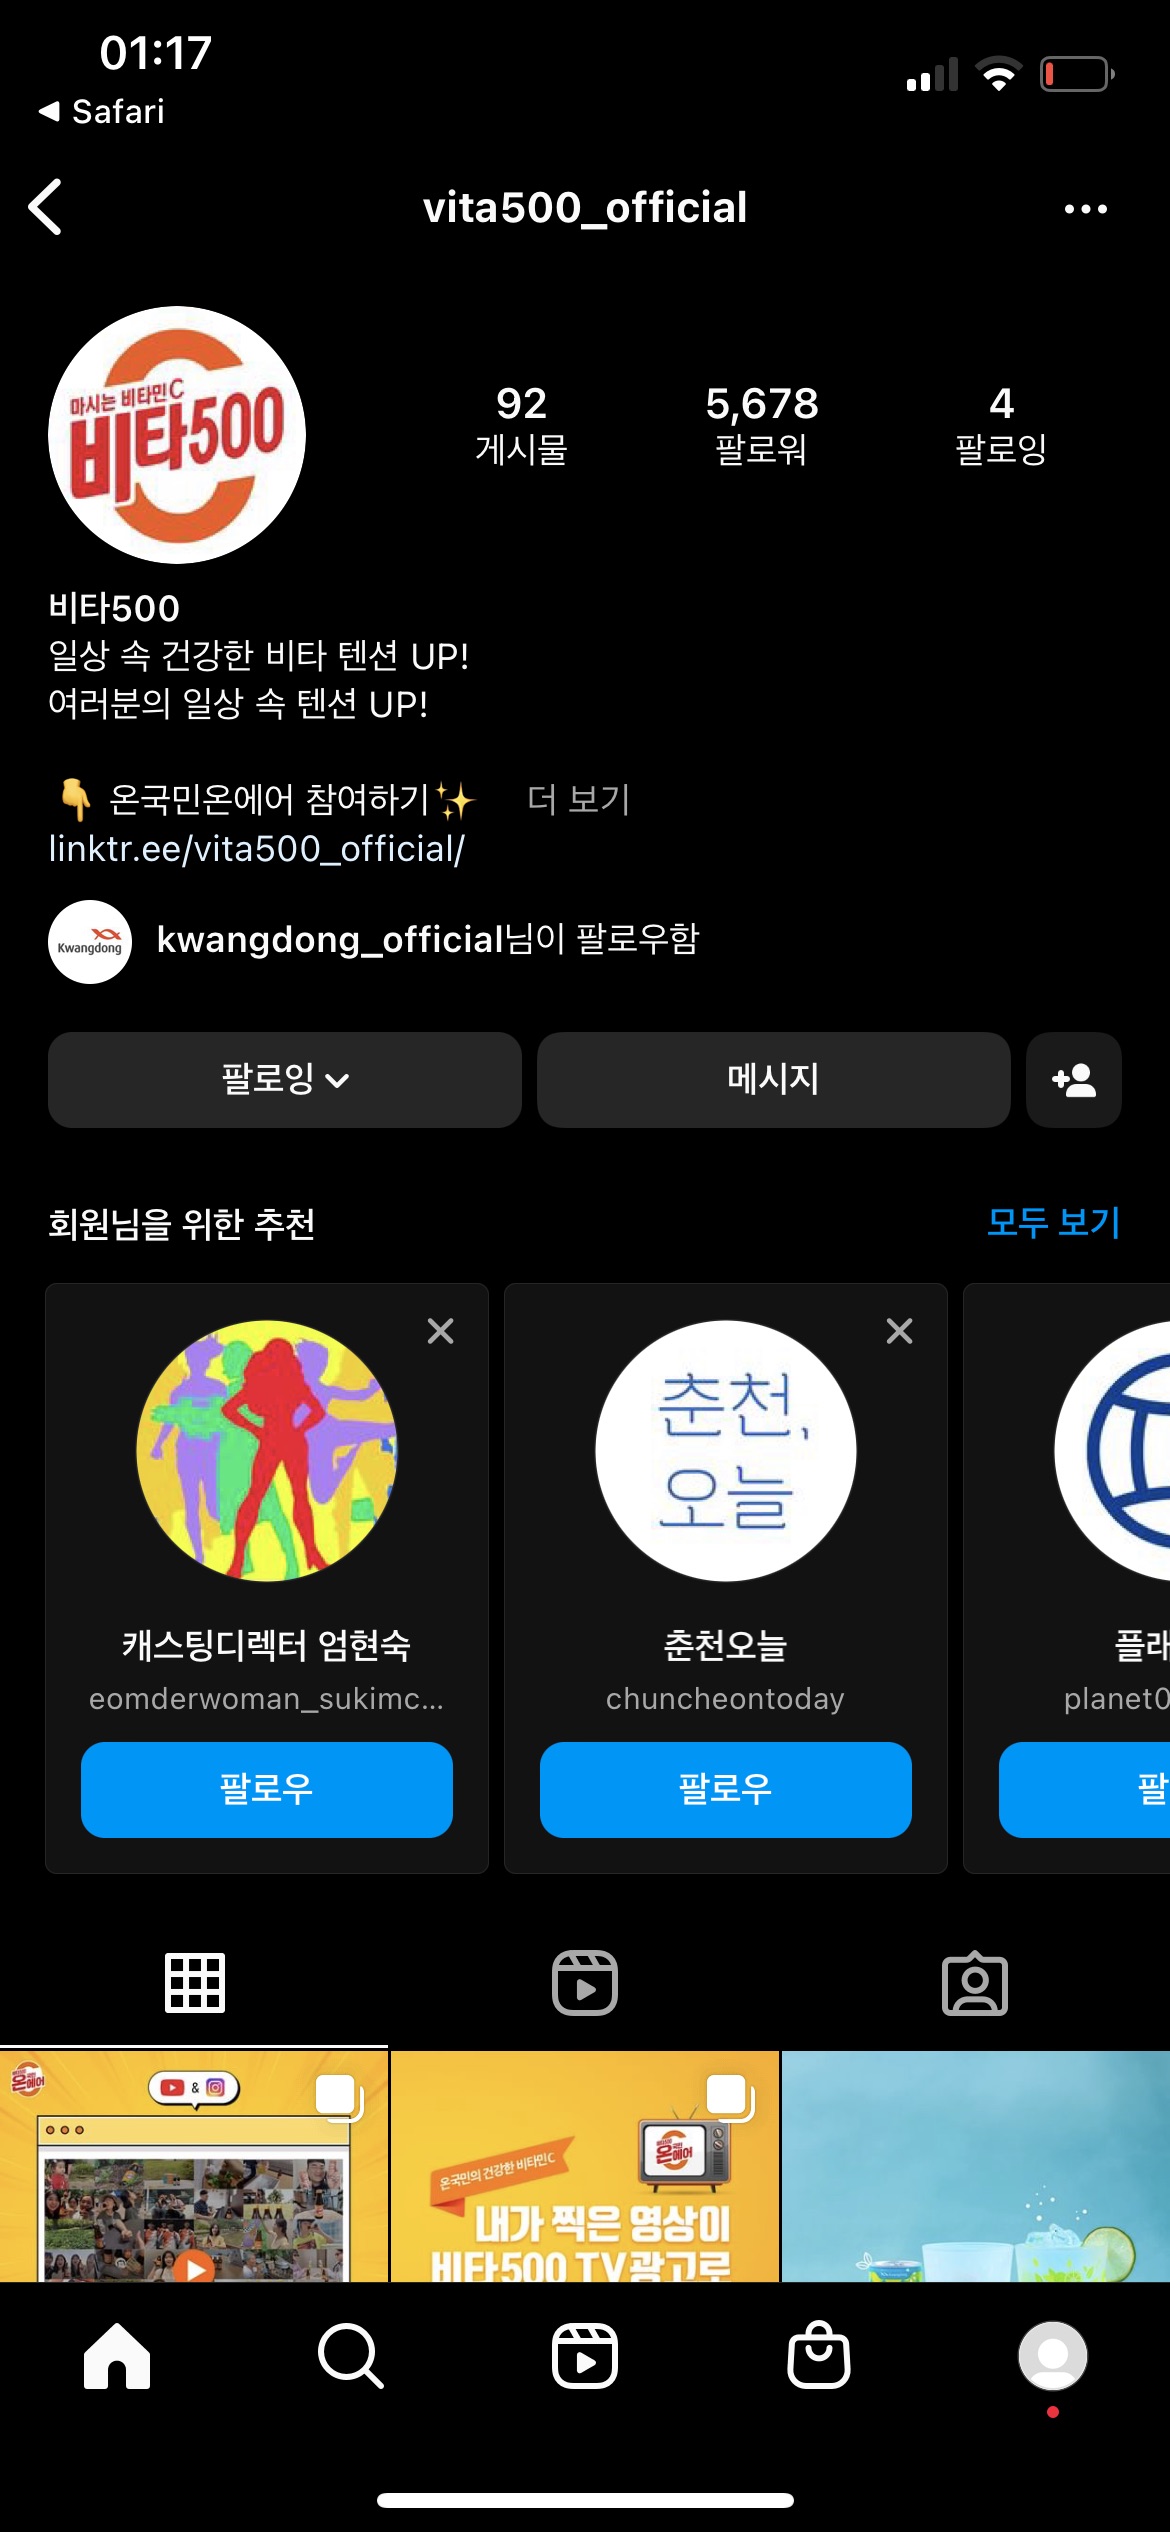 01:17
Safari
vita500_official
마시는 비타민C
비타500
92
게시물
5,678
팔로워
4
팔로잉
비타500
일상 속 건강한 비타 텐션 UP!
여러분의 일상 속 텐션 UP!
👇 온국민온에어 참여하기✨ 더 보기
linktr.ee/vita500_official/
Kwangdong
kwangdong_official님이 팔로우함
팔로잉
메시지
회원님을 위한 추천
모두 보기
춘천,
오늘
캐스팅디렉터 엄현숙
eomderwoman_sukimc...
팔로우
춘천오늘
chuncheontoday
팔로우
플래
planet0
팔
온에어
&
온국민의 건강한 비타민C
온에어
내가 찍은 영상이
비타500 TV광고로